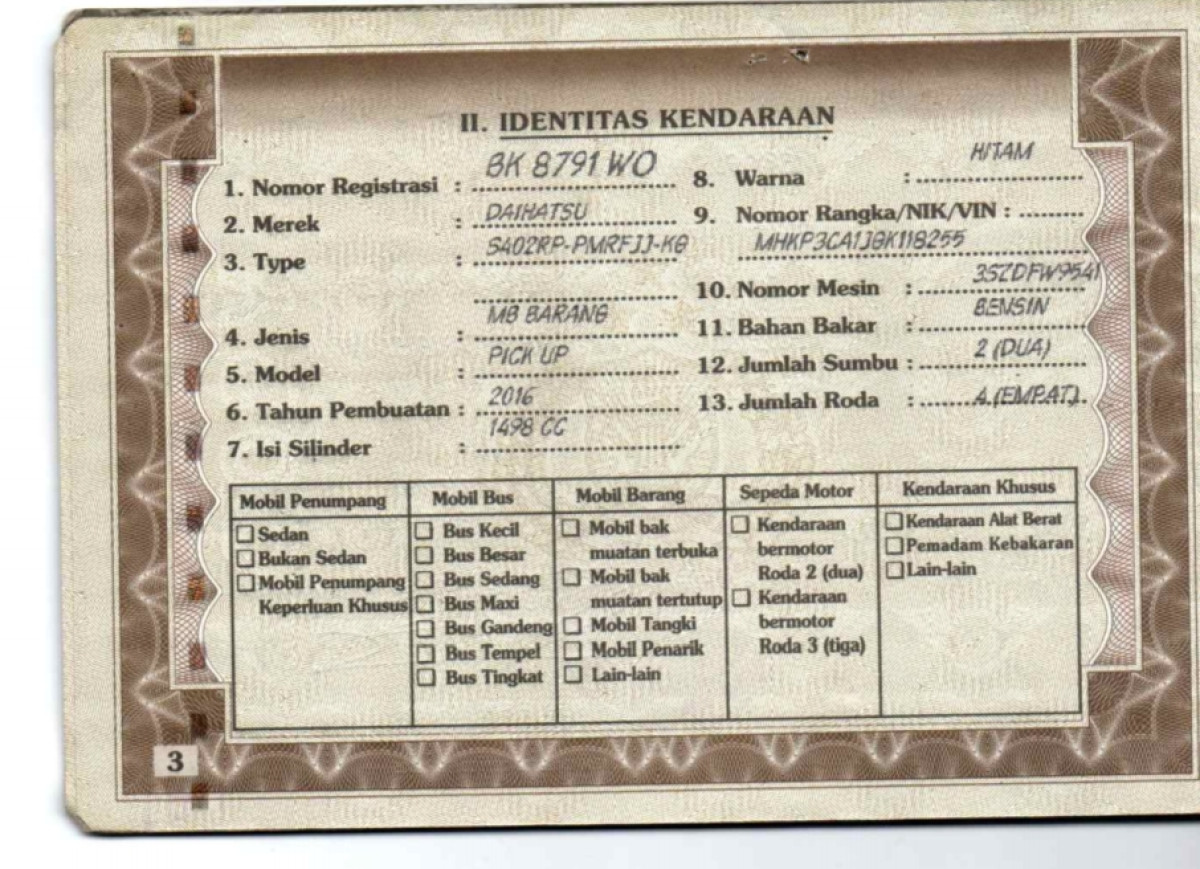 II. IDENTITAS KENDARAAN
1. Nomor Registrasi : BK 8791 WO
2. Merek : DAIHATSU
3. Type : S402RP-PMRFJJ-KG
4. Jenis : MB BARANG
5. Model : PICK UP
6. Tahun Pembuatan : 2016
7. Isi Silinder : 1498 CC
8. Warna : HITAM
9. Nomor Rangka/NIK/VIN :
MHKP3CA1JGK118255
10. Nomor Mesin : 3SZDFW9541
11. Bahan Bakar : BENSIN
12. Jumlah Sumbu : 2 (DUA)
13. Jumlah Roda : 4 (EMPAT)
Mobil Penumpang
Sedan
Bukan Sedan
Mobil Penumpang
Keperluan Khusus
Mobil Bus
Bus Kecil
Bus Besar
Bus Sedang
Bus Maxi
Bus Gandeng
Bus Tempel
Bus Tingkat
Mobil Barang
Mobil bak
muatan terbuka
Mobil bak
muatan tertutup
Mobil Tangki
Mobil Penarik
Lain-lain
Sepeda Motor
Kendaraan
bermotor
Roda 2 (dua)
Kendaraan
bermotor
Roda 3 (tiga)
Kendaraan Khusus
Kendaraan Alat Berat
Pemadam Kebakaran
Lain-lain
3